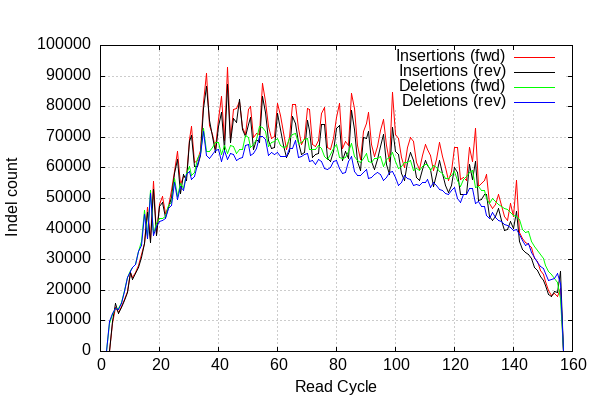 100000
90000
80000
70000
60000
50000
40000
30000
20000
10000
0
Indel count
Insertions (fwd)
Insertions (rev)
Deletions (fwd)
Deletions (rev)
0 20 40 60 80 100 120 140 160
Read Cycle